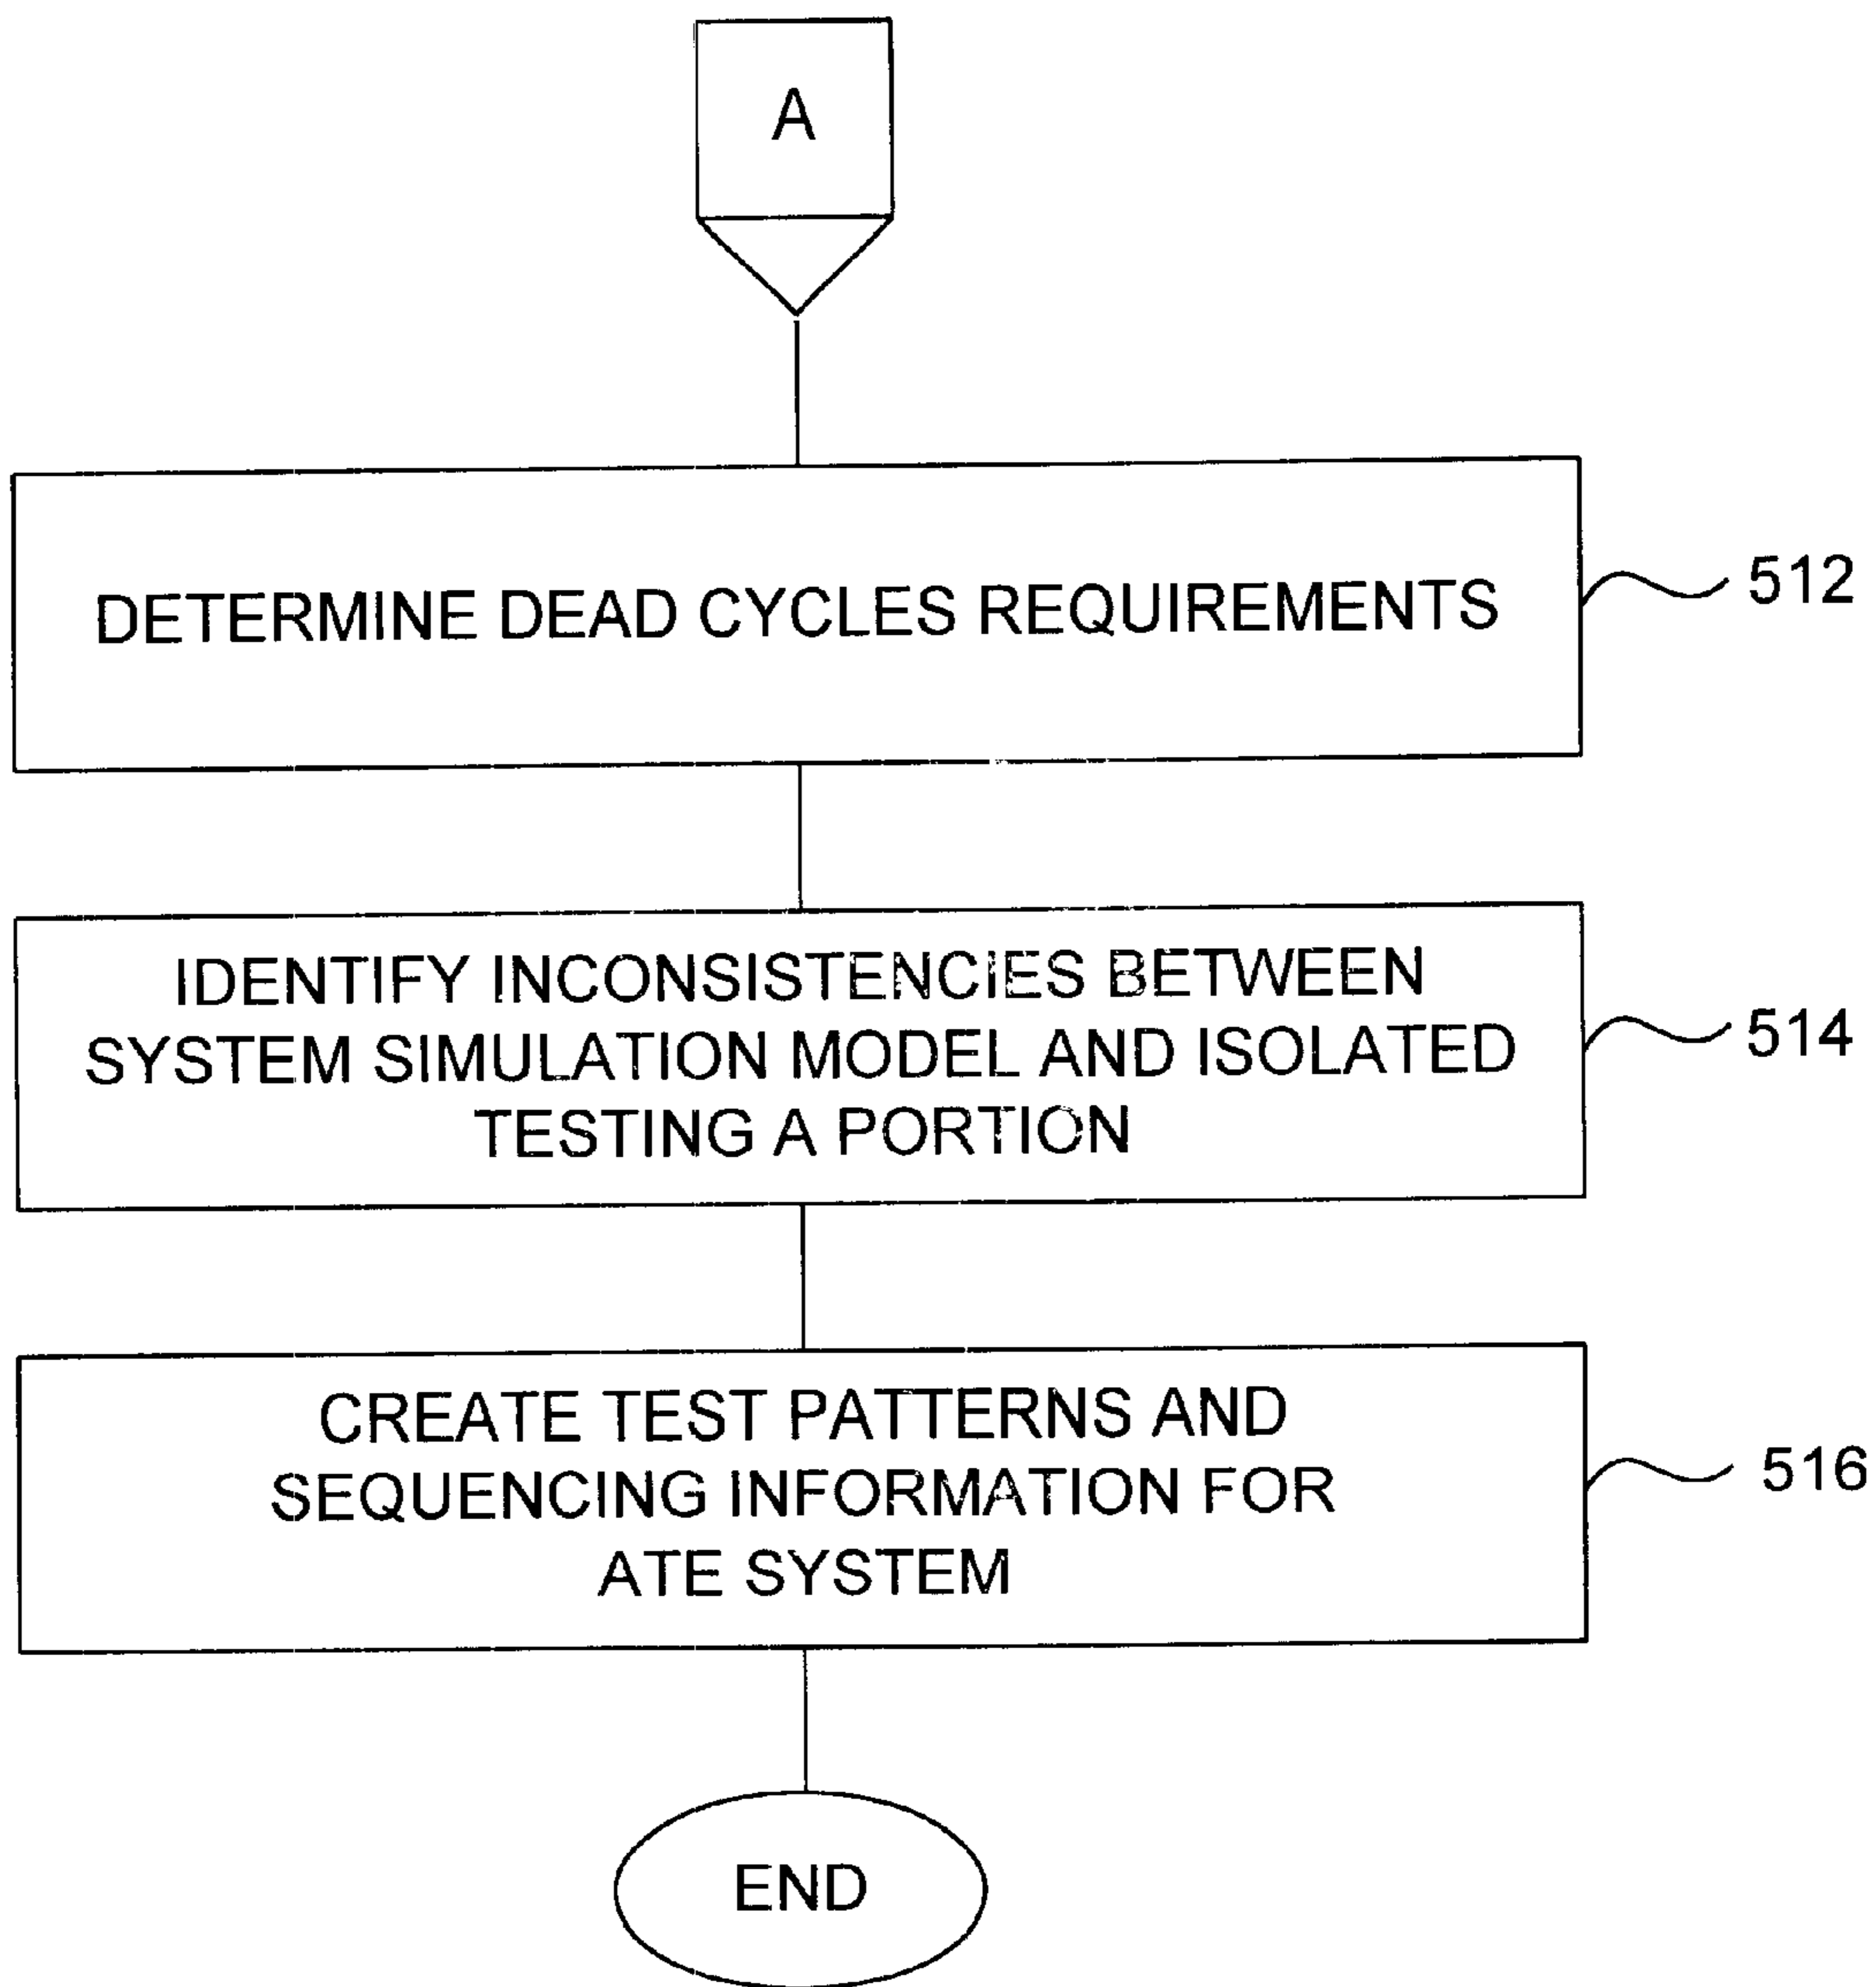 A
DETERMINE DEAD CYCLES REQUIREMENTS
512
IDENTIFY INCONSISTENCIES BETWEEN
SYSTEM SIMULATION MODEL AND ISOLATED
TESTING A PORTION
514
CREATE TEST PATTERNS AND
SEQUENCING INFORMATION FOR
ATE SYSTEM
516
END